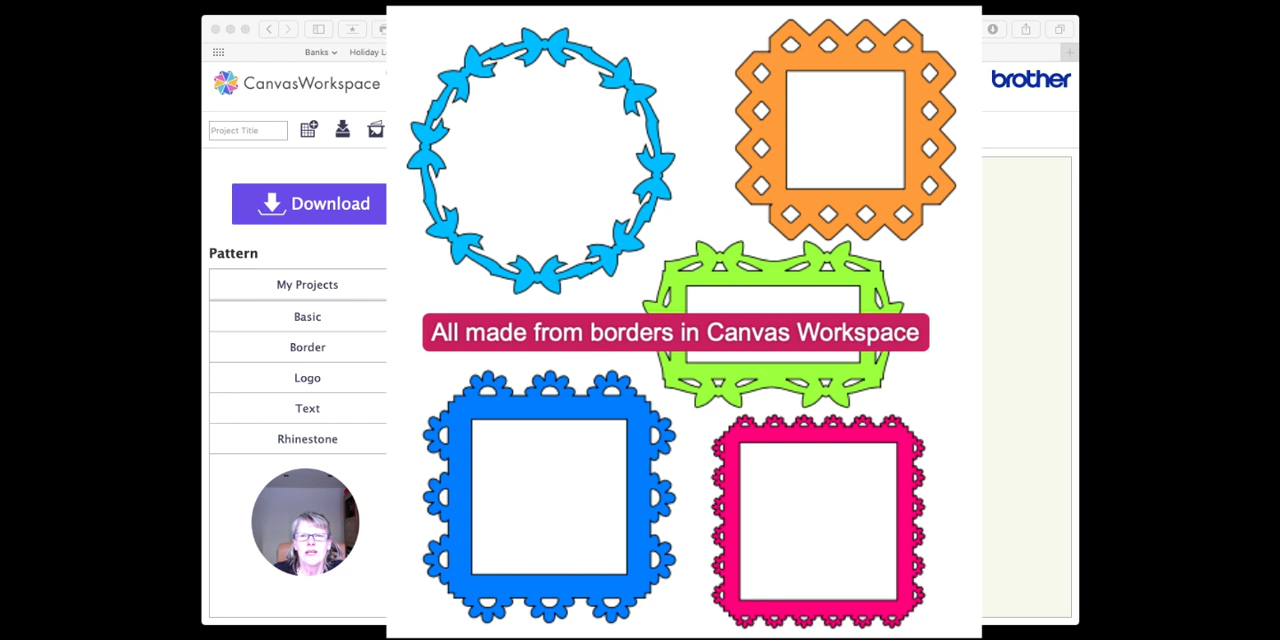 Banks
Holiday L
CanvasWorkspace
brother
Project Title
Download
Pattern
My Projects
Basic
Border
Logo
Text
Rhinestone
All made from borders in Canvas Workspace